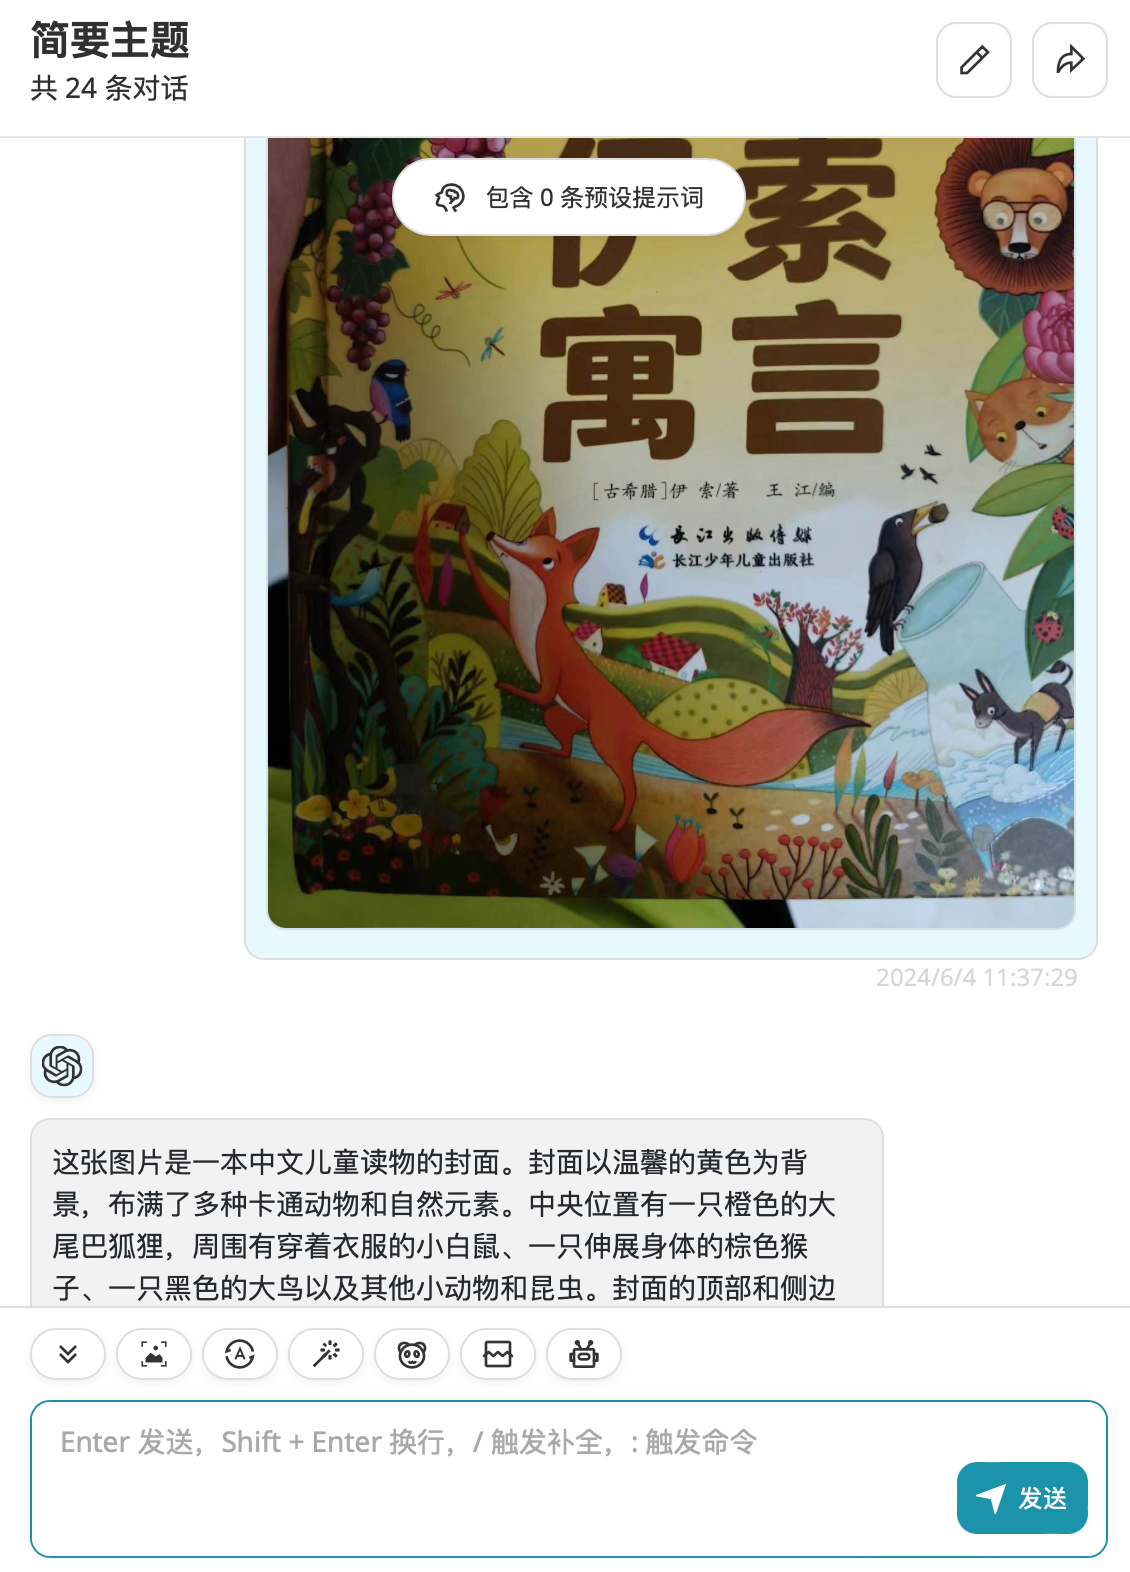 简要主题
共 24 条对话
包含 0 条预设提示词
伊索
寓言
[古希腊]伊 索/著 王 江/编
长江出版传媒
长江少年儿童出版社
2024/6/4 11:37:29
这张图片是一本中文儿童读物的封面。封面以温馨的黄色为背
景，布满了多种卡通动物和自然元素。中央位置有一只橙色的大
尾巴狐狸，周围有穿着衣服的小白鼠、一只伸展身体的棕色猴
子、一只黑色的大鸟以及其他小动物和昆虫。封面的顶部和侧边
Enter 发送，Shift + Enter 换行，/ 触发补全，: 触发命令
发送